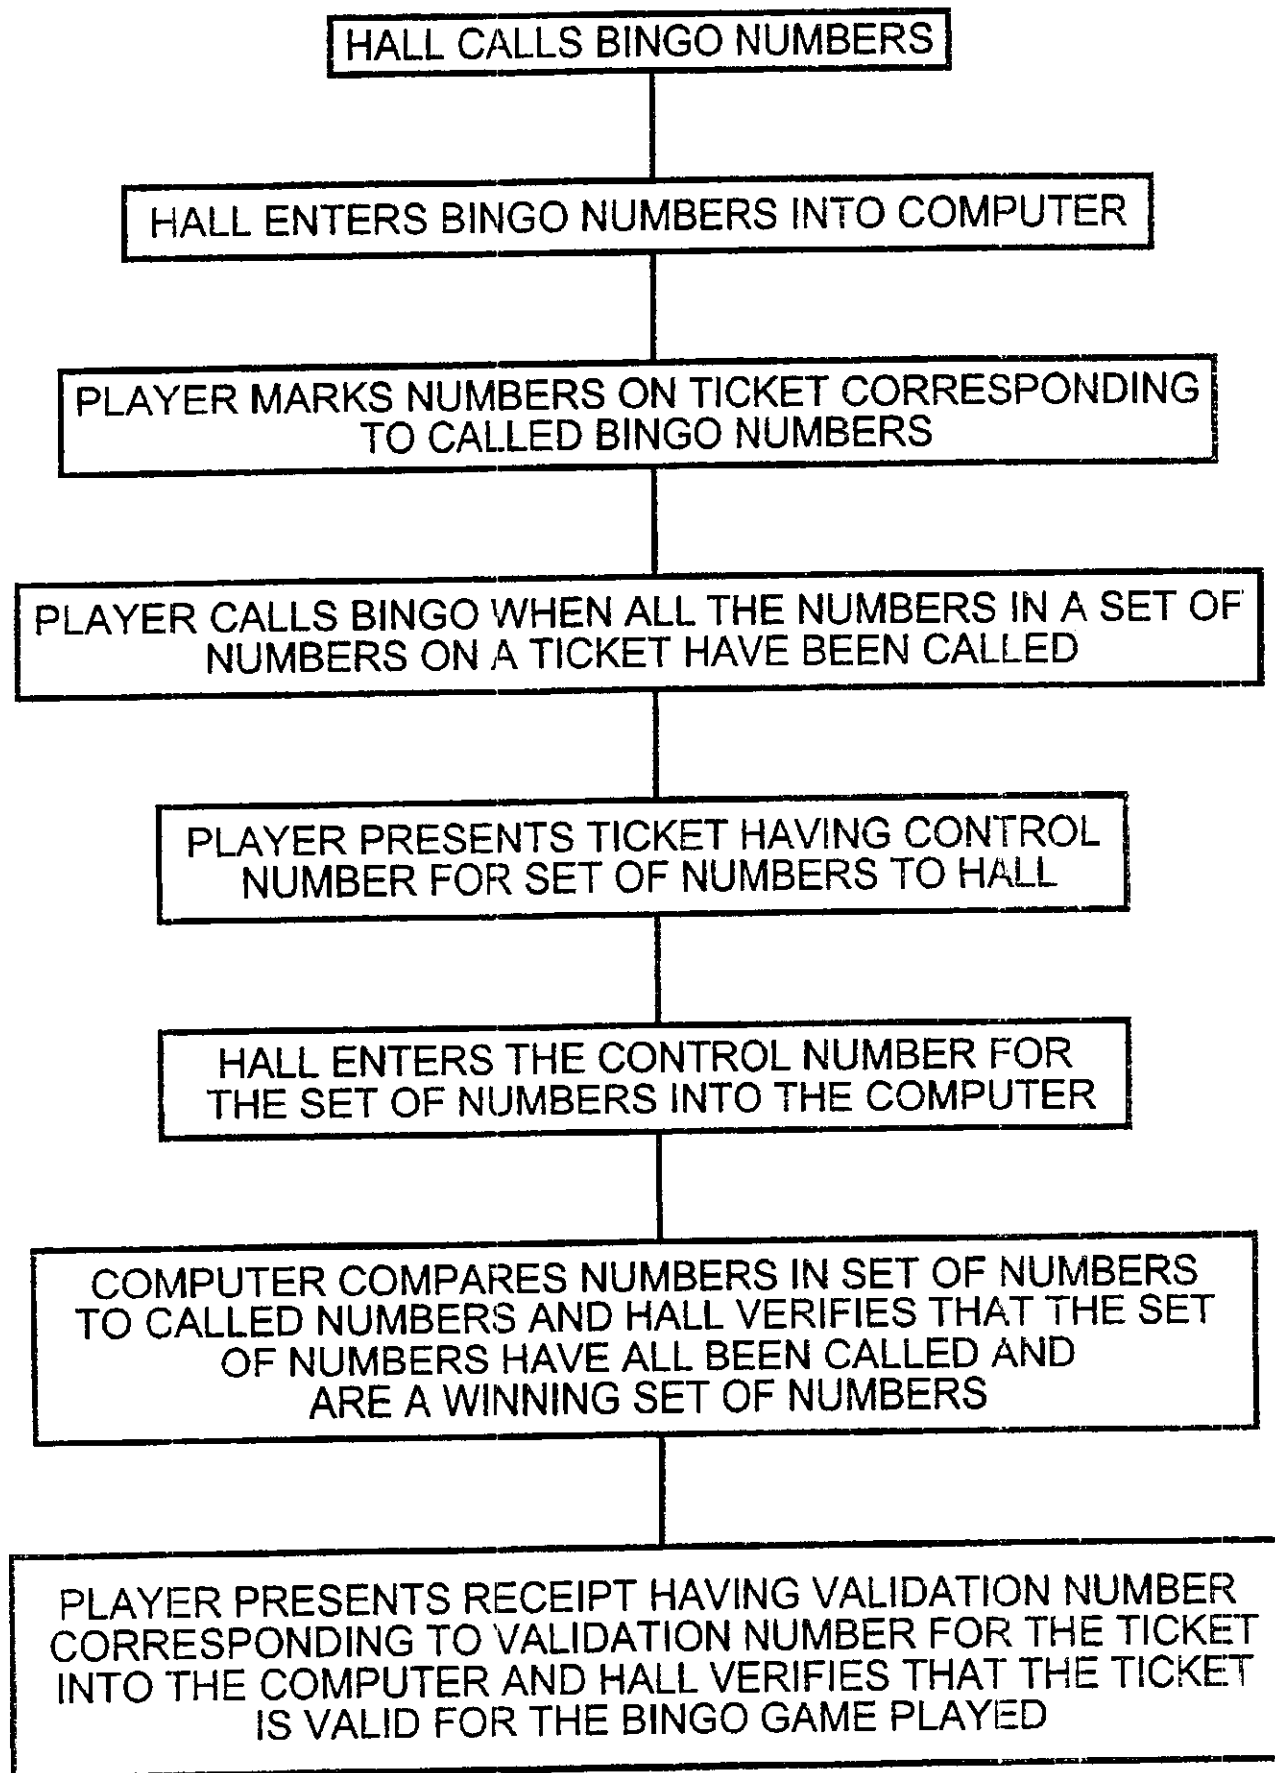 HALL CALLS BINGO NUMBERS
HALL ENTERS BINGO NUMBERS INTO COMPUTER
PLAYER MARKS NUMBERS ON TICKET CORRESPONDING
TO CALLED BINGO NUMBERS
PLAYER CALLS BINGO WHEN ALL THE NUMBERS IN A SET OF
NUMBERS ON A TICKET HAVE BEEN CALLED
PLAYER PRESENTS TICKET HAVING CONTROL
NUMBER FOR SET OF NUMBERS TO HALL
HALL ENTERS THE CONTROL NUMBER FOR
THE SET OF NUMBERS INTO THE COMPUTER
COMPUTER COMPARES NUMBERS IN SET OF NUMBERS
TO CALLED NUMBERS AND HALL VERIFIES THAT THE SET
OF NUMBERS HAVE ALL BEEN CALLED AND
ARE A WINNING SET OF NUMBERS
PLAYER PRESENTS RECEIPT HAVING VALIDATION NUMBER
CORRESPONDING TO VALIDATION NUMBER FOR THE TICKET
INTO THE COMPUTER AND HALL VERIFIES THAT THE TICKET
IS VALID FOR THE BINGO GAME PLAYED